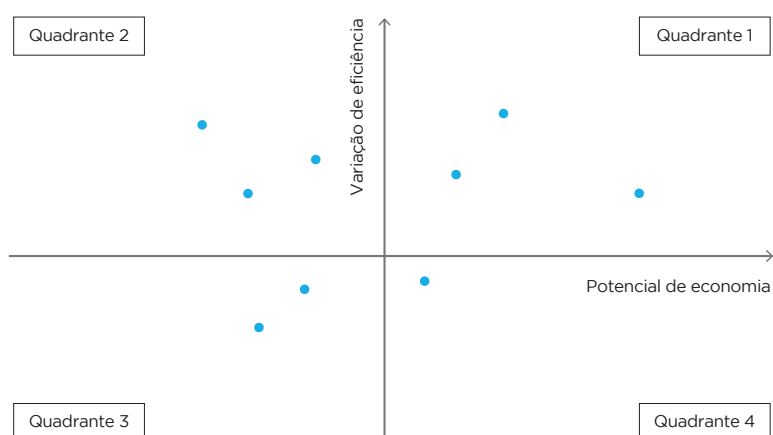 Quadrante 2
Variação de eficiência
Quadrante 1
Potencial de economia
Quadrante 3
Quadrante 4